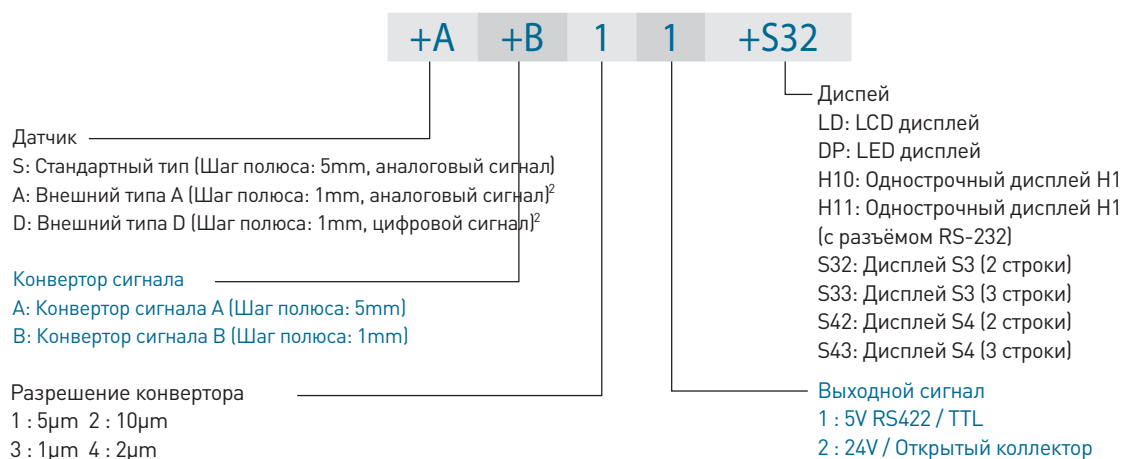 +A +B 1 1 +S32
Датчик
S: Стандартный тип (Шаг полюса: 5mm, аналоговый сигнал)
A: Внешний типа A (Шаг полюса: 1mm, аналоговый сигнал)²
D: Внешний типа D (Шаг полюса: 1mm, цифровой сигнал)²
Конвертор сигнала
A: Конвертор сигнала A (Шаг полюса: 5mm)
B: Конвертор сигнала B (Шаг полюса: 1mm)
Разрешение конвертора
1 : 5µm 2 : 10µm
3 : 1µm 4 : 2µm
Диспей
LD: LCD дисплей
DP: LED дисплей
H10: Однострочный дисплей H1
H11: Однострочный дисплей H1
(с разъёмом RS-232)
S32: Дисплей S3 (2 строки)
S33: Дисплей S3 (3 строки)
S42: Дисплей S4 (2 строки)
S43: Дисплей S4 (3 строки)
Выходной сигнал
1 : 5V RS422 / TTL
2 : 24V / Открытый коллектор